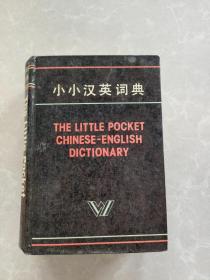 小小汉英词典
THE LITTLE POCKET
CHINESE-ENGLISH
DICTIONARY